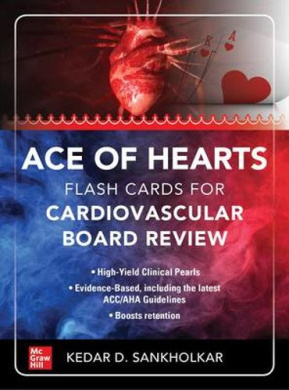 K
A
ACE OF HEARTS
FLASH CARDS FOR
CARDIOVASCULAR
BOARD REVIEW
• High-Yield Clinical Pearls
• Evidence-Based, including the latest
ACC/AHA Guidelines
• Boosts retention
Mc
Graw
Hill
KEDAR D. SANKHOLKAR